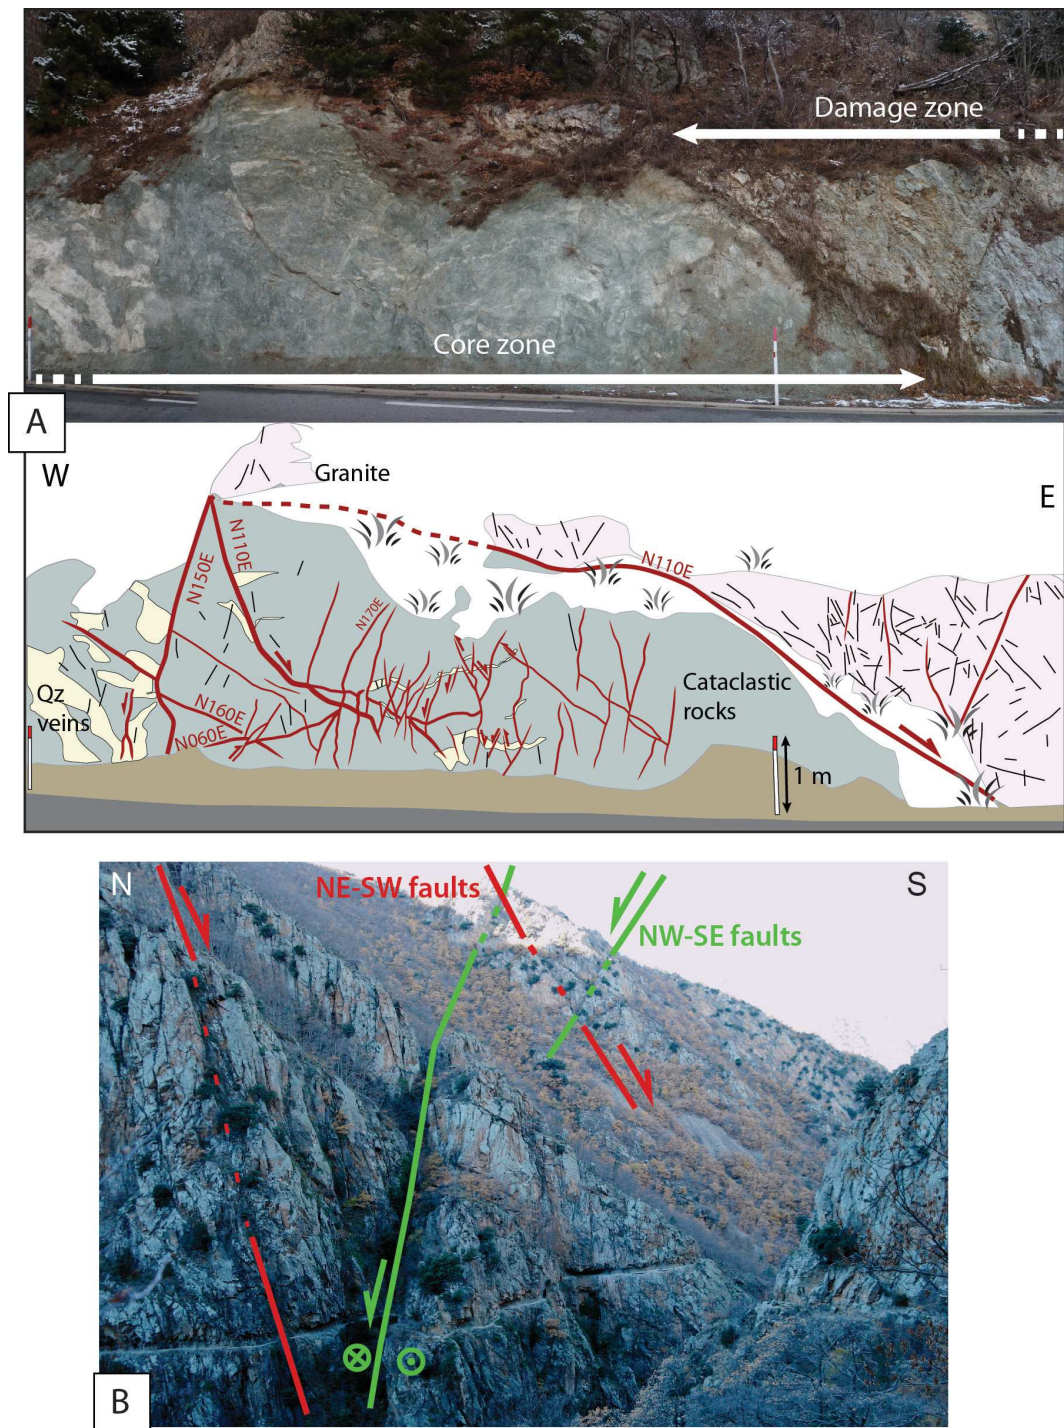 Damage zone
Core zone
A
W
E
Granite
N150E
N110E
N170E
N110E
Qz
veins
N160E
N060E
Cataclastic
rocks
1 m
N
S
NE-SW faults
NW-SE faults
B